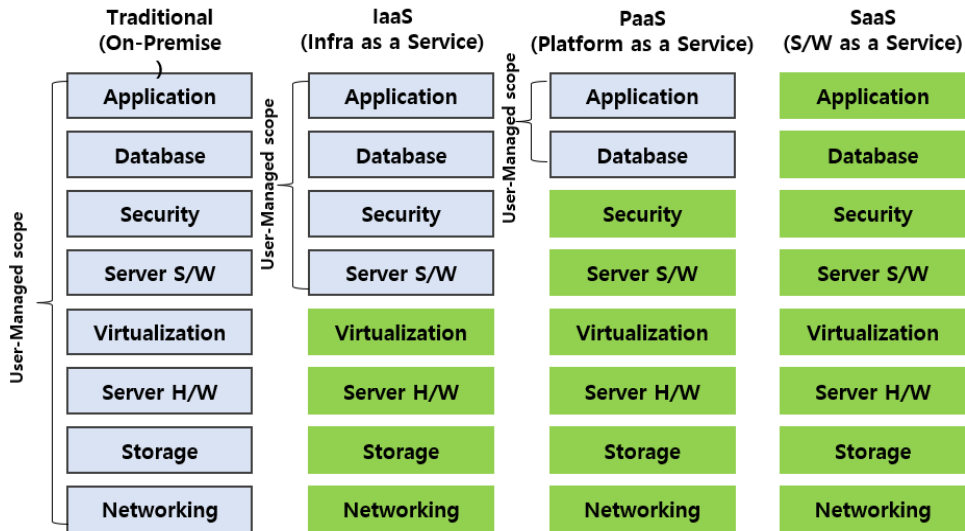 Traditional
(On-Premise
)
IaaS
(Infra as a Service)
PaaS
(Platform as a Service)
SaaS
(S/W as a Service)
User-Managed scope
Application
Database
Security
Server S/W
Virtualization
Server H/W
Storage
Networking
User-Managed scope
Application
Database
Security
Server S/W
Virtualization
Server H/W
Storage
Networking
User-Managed scope
Application
Database
Security
Server S/W
Virtualization
Server H/W
Storage
Networking
Application
Database
Security
Server S/W
Virtualization
Server H/W
Storage
Networking